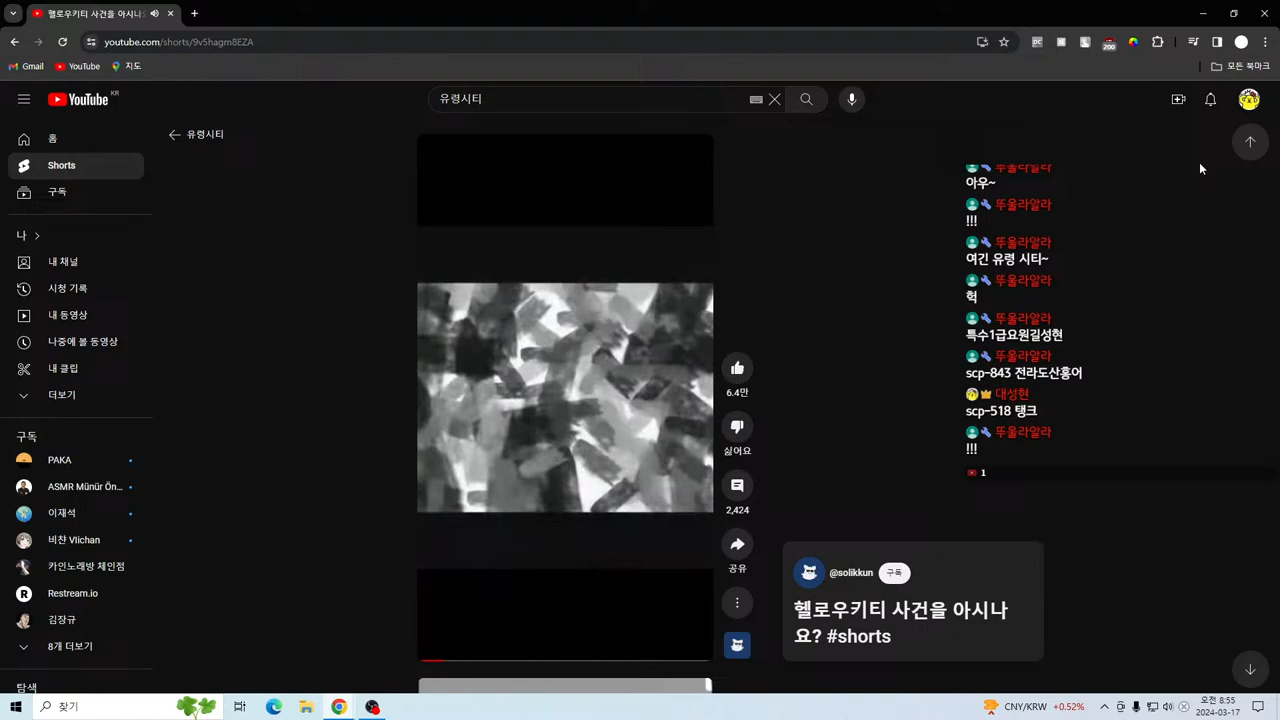 헬로우키티 사건을 아시나요
youtube.com/shorts/9v5hagm8EZA
200
Gmail
YouTube
지도
모든 북마크
YouTube KR
유령시티
홈
Shorts
구독
유령시티
나
내 채널
시청 기록
내 동영상
나중에 볼 동영상
내 클립
더보기
구독
PAKA
ASMR Münür Ön...
이재석
비챤 VIichan
카인노래방 체인점
Restream.io
김장규
8개 더보기
탐색
6.4만
싫어요
2,424
공유
뚜울라알라
아우~
뚜울라알라
!!!
뚜울라알라
여긴 유령 시티~
뚜울라알라
헉
뚜울라알라
특수1급요원길성현
뚜울라알라
scp-843 전라도산홍어
대성현
scp-518 탱크
뚜울라알라
!!!
1
@solikkun
구독
헬로우키티 사건을 아시나
요? #shorts
찾기
CNY/KRW +0.52%
오전 8:55
2024-03-17